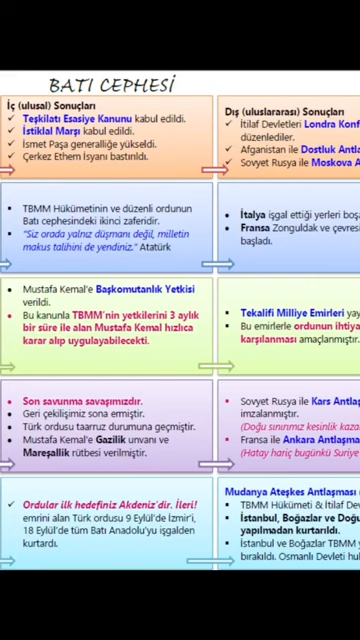 BATI CEPHESİ
İç (ulusal) Sonuçları
✓ Teşkilatı Esasiye Kanunu kabul edildi.
✓ İstiklal Marşı kabul edildi.
✓ İsmet Paşa generalliğe yükseldi.
✓ Çerkez Ethem İsyanı bastırıldı.
Dış (uluslararası) Sonuçları)
✓ İtilaf Devletleri Londra Konf
düzenlediler.
✓ Afganistan ile Dostluk Antla
✓ Sovyet Rusya ile Moskova A
• TBMM Hükümetinin ve düzenli ordunun
Batı cephesindeki ikinci zaferidir.
• "Siz orada yalnız düşmanı değil, milletin
makus talihini de yendiniz." Atatürk
• İtalya işgal ettiği yerleri boşa
• Fransa Zonguldak ve çevresi
başladı.
• Mustafa Kemal'e Başkomutanlık Yetkisi
verildi.
• Bu kanunla TBMM'nin yetkilerini 3 aylık
bir süre ile alan Mustafa Kemal hızlıca
karar alıp uygulayabilecekti.
▪ Tekalifi Milliye Emirleri yay
▪ Bu emirlerle ordunun ihtiya
karşılanması amaçlanmıştır.
• Son savunma savaşımızdır.
• Geri çekilişimiz sona ermiştir.
• Türk ordusu taarruz durumuna geçmiştir.
• Mustafa Kemal'e Gazilik unvanı ve
Mareşallik rütbesi verilmiştir.
▪ Sovyet Rusya ile Kars Antlaş
imzalanmıştır.
(Doğu sınırımz kesinlik kaza
▪ Fransa ile Ankara Antlaşma
(Hatay hariç bugünkü Suriye
✓ Ordular ilk hedefiniz Akdeniz'dir. İleri!
emrini alan Türk ordusu 9 Eylül'de İzmir'i,
18 Eylül'de tüm Batı Anadolu'yu işgalden
kurtardı.
Mudanya Ateşkes Antlaşması
▪ TBMM Hükümeti & İtilaf Dev
▪ İstanbul, Boğazlar ve Doğu
yapılmadan kurtarıldı.
▪ İstanbul ve Boğazlar TBMM
bırakıldı. Osmanlı Devleti hu